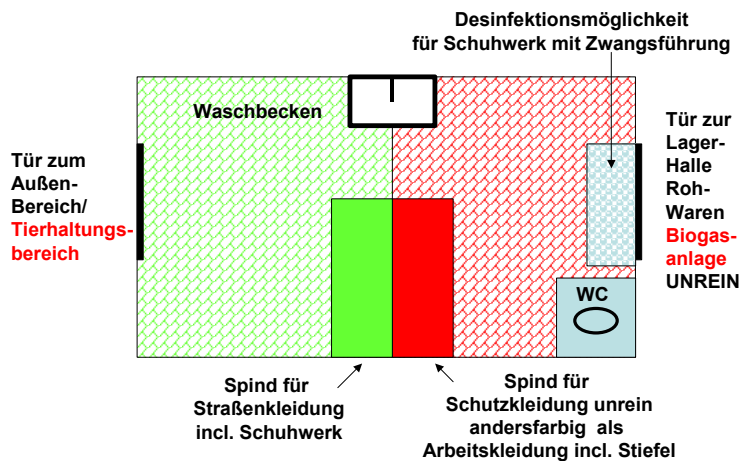 Desinfektionsmöglichkeit
für Schuhwerk mit Zwangsführung
Waschbecken
Tür zum
Außen-
Bereich/
Tierhaltungs-
bereich
Tür zur
Lager-
Halle
Roh-
Waren
Biogas-
anlage
UNREIN
WC
Spind für
Straßenkleidung
incl. Schuhwerk
Spind für
Schutzkleidung unrein
andersfarbig als
Arbeitskleidung incl. Stiefel